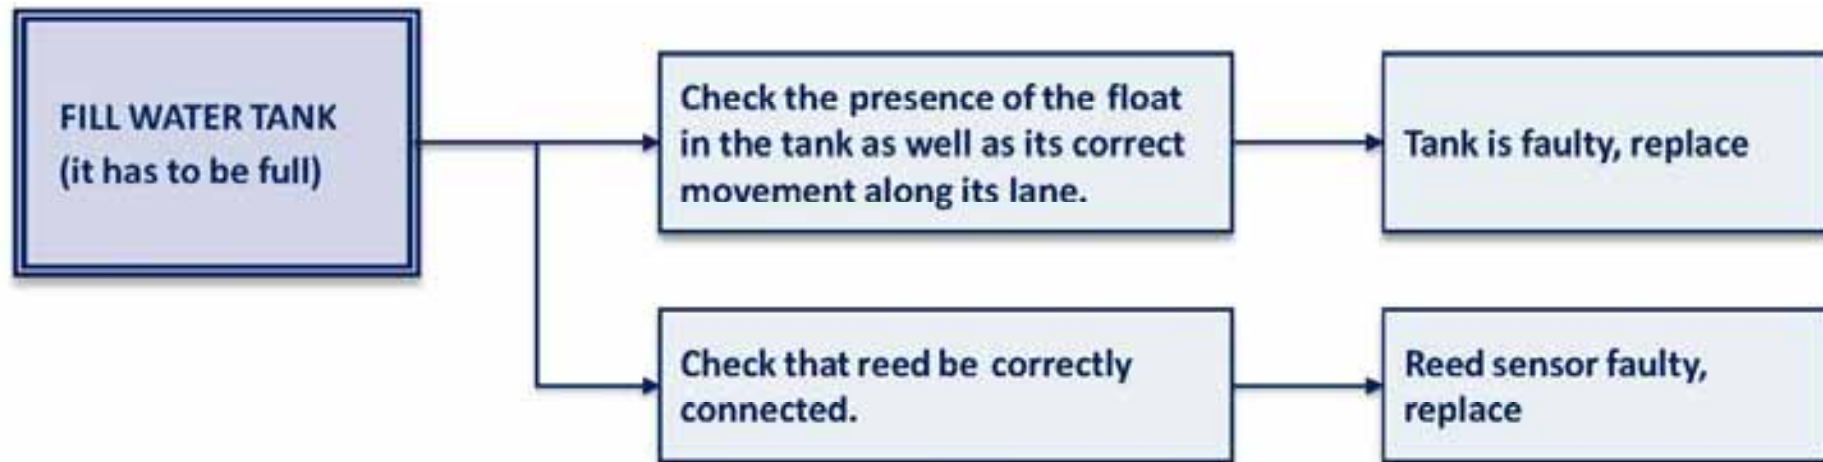 FILL WATER TANK
(it has to be full)
Check the presence of the float
in the tank as well as its correct
movement along its lane.
Tank is faulty, replace
Check that reed be correctly
connected.
Reed sensor faulty,
replace